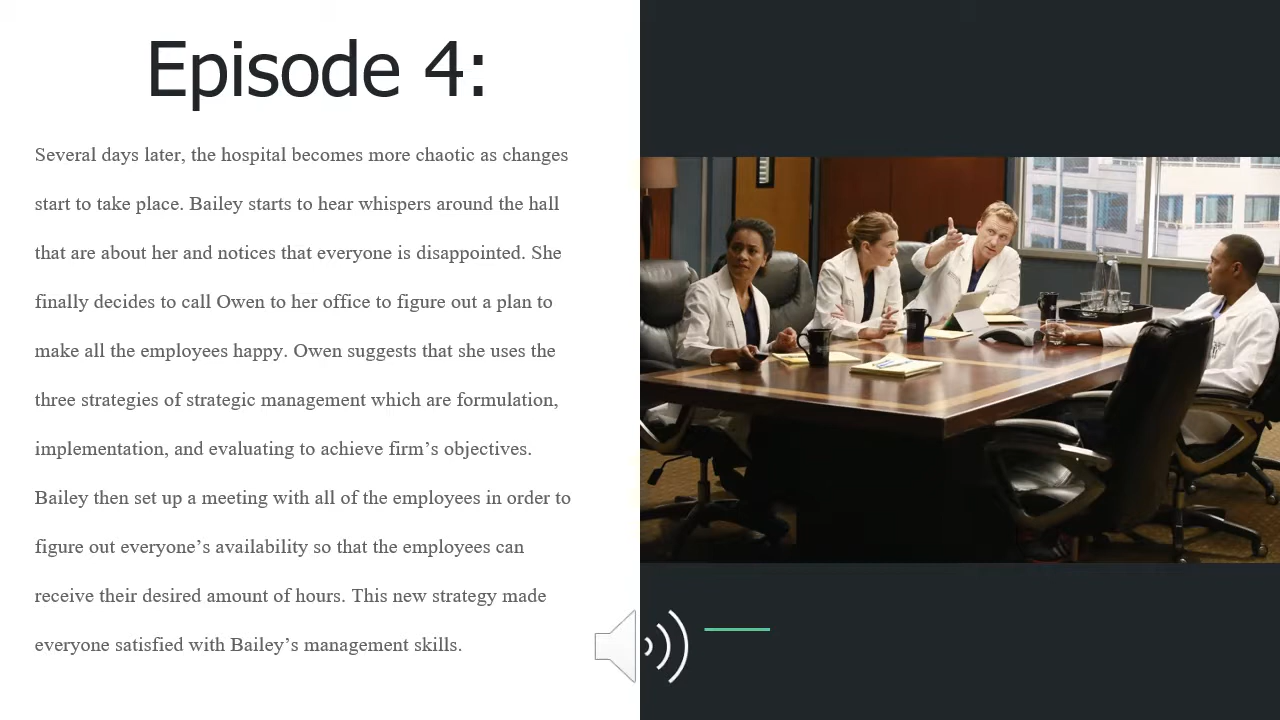 Episode 4:
Several days later, the hospital becomes more chaotic as changes
start to take place. Bailey starts to hear whispers around the hall
that are about her and notices that everyone is disappointed. She
finally decides to call Owen to her office to figure out a plan to
make all the employees happy. Owen suggests that she uses the
three strategies of strategic management which are formulation,
implementation, and evaluating to achieve firm’s objectives.
Bailey then set up a meeting with all of the employees in order to
figure out everyone’s availability so that the employees can
receive their desired amount of hours. This new strategy made
everyone satisfied with Bailey’s management skills.